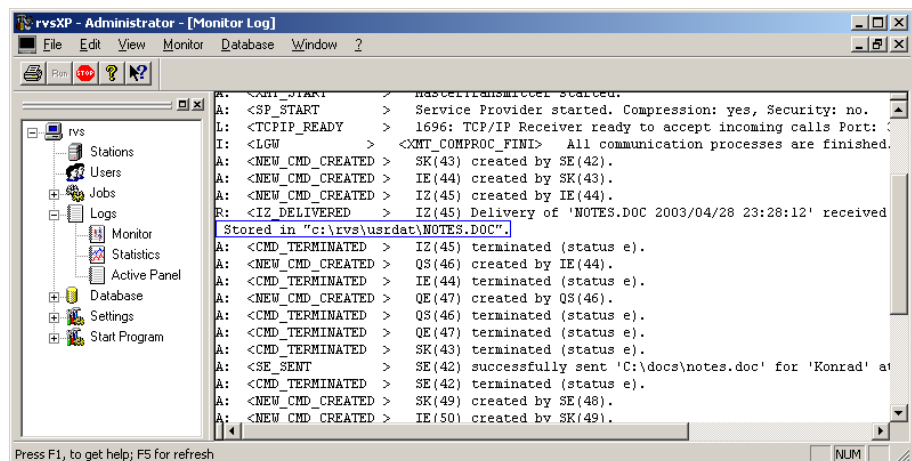 rvsXP - Administrator - [Monitor Log]
File Edit View Monitor Database Window ?
Run STOP ? ?
rvs
Stations
Users
Jobs
Logs
Monitor
Statistics
Active Panel
Database
Settings
Start Program
A: <XMT_START > MasterTransmitter started.
A: <SP_START > Service Provider started. Compression: yes, Security: no.
L: <TCPIP_READY > 1696: TCP/IP Receiver ready to accept incoming calls Port:
I: <LGW > <XMT_COMPROC_FINI> All communication processes are finished.
A: <NEW_CMD_CREATED > SK(43) created by SE(42).
A: <NEW_CMD_CREATED > IE(44) created by SK(43).
A: <NEW_CMD_CREATED > IZ(45) created by IE(44).
R: <IZ_DELIVERED > IZ(45) Delivery of 'NOTES.DOC 2003/04/28 23:28:12' received
Stored in "c:\rvs\usrdat\NOTES.DOC".
A: <CMD_TERMINATED > IZ(45) terminated (status e).
A: <NEW_CMD_CREATED > QS(46) created by IE(44).
A: <CMD_TERMINATED > IE(44) terminated (status e).
A: <NEW_CMD_CREATED > QE(47) created by QS(46).
A: <CMD_TERMINATED > QS(46) terminated (status e).
A: <CMD_TERMINATED > QE(47) terminated (status e).
A: <CMD_TERMINATED > SK(43) terminated (status e).
A: <SE_SENT > SE(42) successfully sent 'C:\docs\notes.doc' for 'Konrad' at
A: <CMD_TERMINATED > SE(42) terminated (status e).
A: <NEW_CMD_CREATED > SK(49) created by SE(48).
A: <NEW_CMD_CREATED > IE(50) created by SK(49).
Press F1, to get help; F5 for refresh
NUM